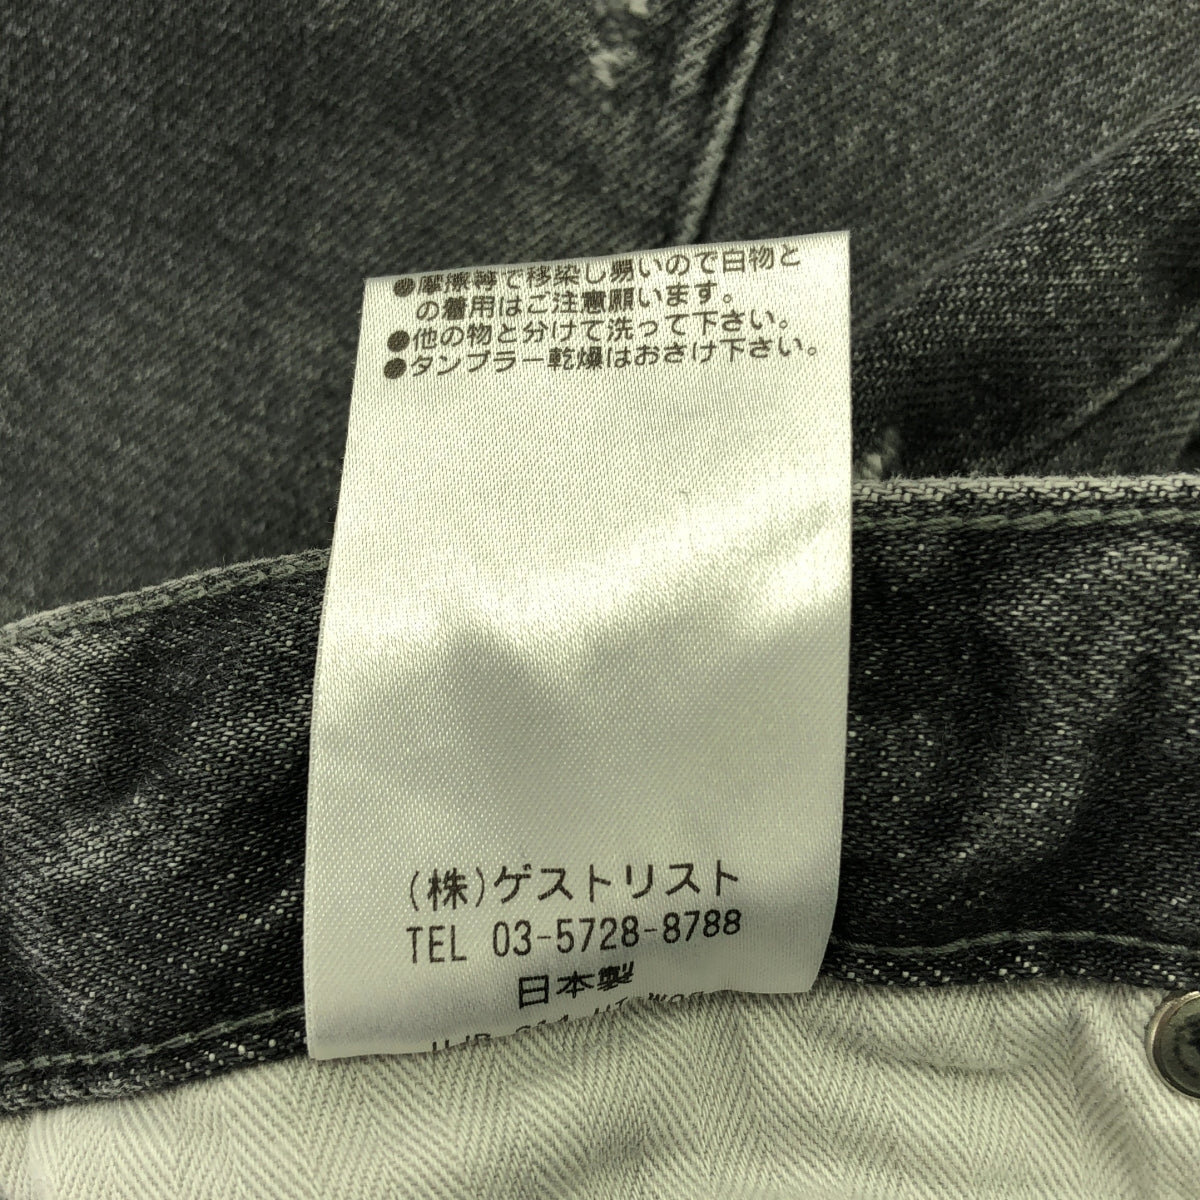 ●摩擦等で移染し易いので白物と
の着用はご注意願います。
●他の物と分けて洗って下さい。
●タンブラー乾燥はおさけ下さい。
(株)ゲストリスト
TEL 03-5728-8788
日本製